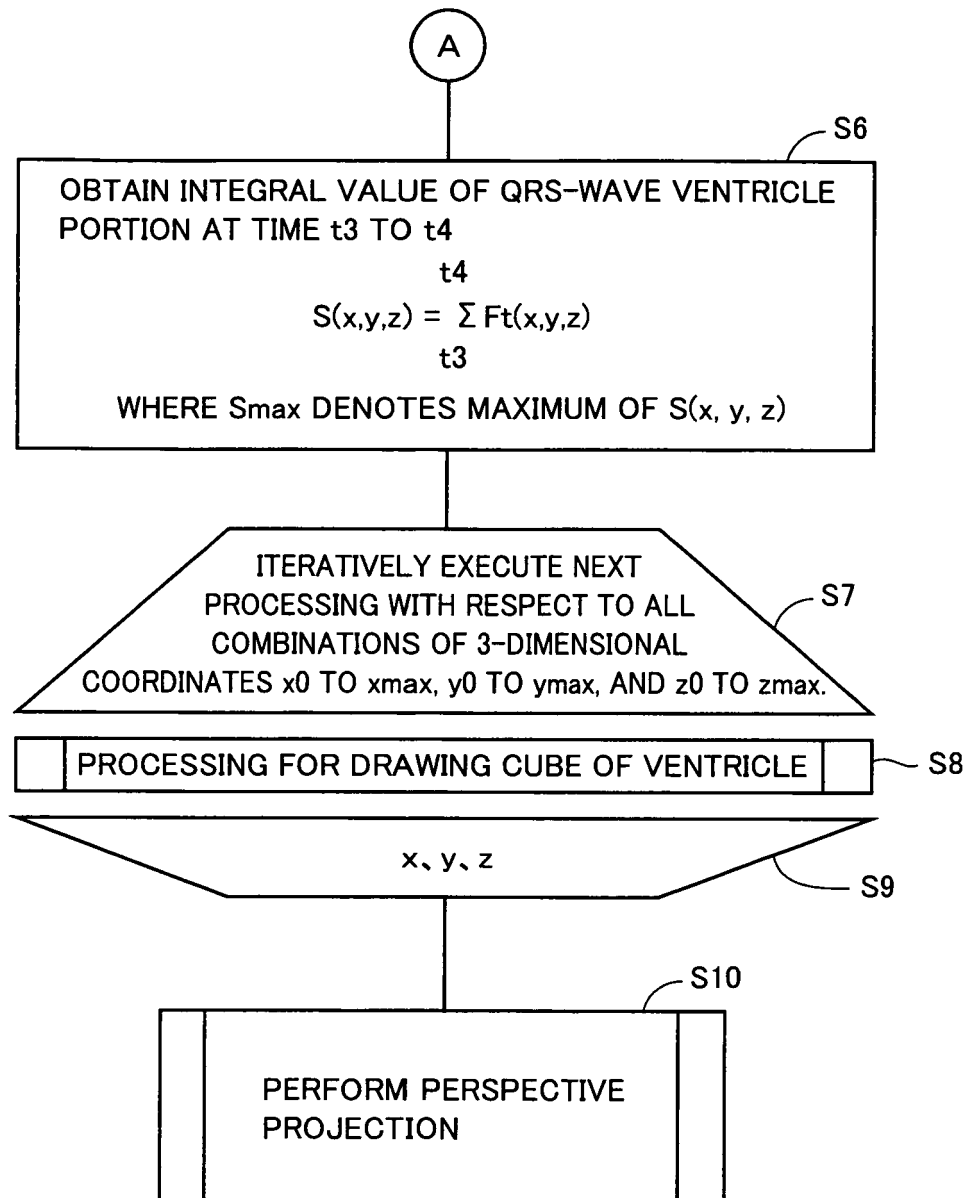 A
S6
OBTAIN INTEGRAL VALUE OF QRS-WAVE VENTRICLE
PORTION AT TIME t3 TO t4
t4
S(x,y,z) = Σ Ft(x,y,z)
t3
WHERE Smax DENOTES MAXIMUM OF S(x, y, z)
ITERATIVELY EXECUTE NEXT
PROCESSING WITH RESPECT TO ALL
COMBINATIONS OF 3-DIMENSIONAL
COORDINATES x0 TO xmax, y0 TO ymax, AND z0 TO zmax.
S7
PROCESSING FOR DRAWING CUBE OF VENTRICLE
S8
x、y、z
S9
S10
PERFORM PERSPECTIVE
PROJECTION